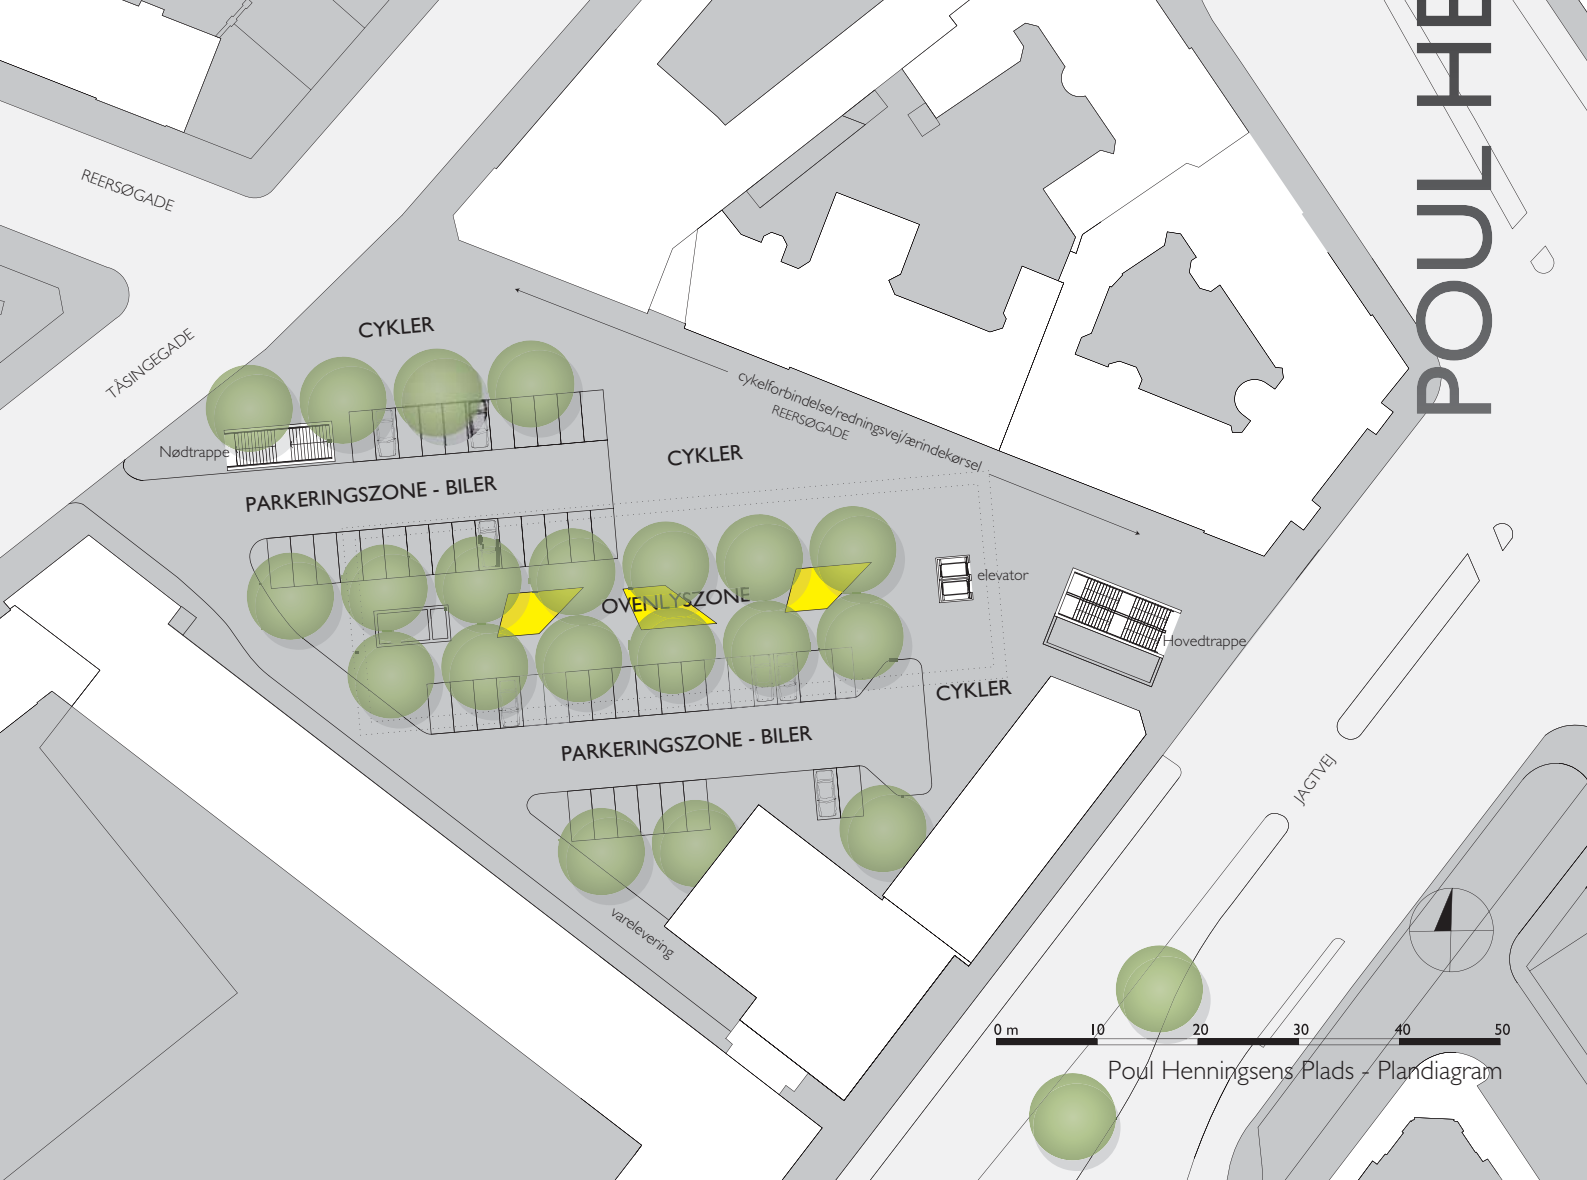 POUL HE
REERSØGADE
TÅSINGEGADE
CYKLER
Nødtrappe
PARKERINGSZONE - BILER
cykelforbindelse/redningsvej/ærindekørsel
REERSØGADE
CYKLER
elevator
OVENLYSZONE
Hovedtrappe
CYKLER
PARKERINGSZONE - BILER
JAGTVEJ
varelevering
0 m 10 20 30 40 50
Poul Henningsens Plads - Plandiagram